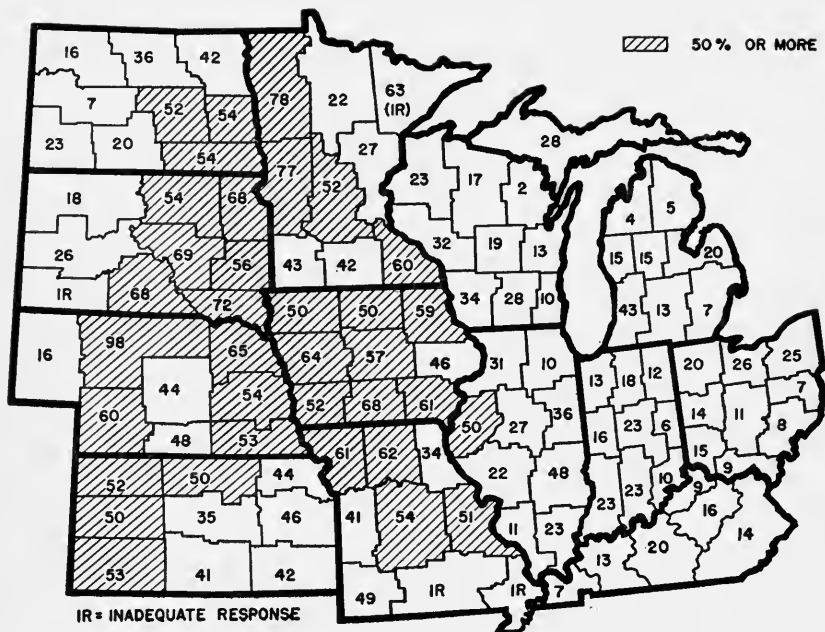 50% OR MORE
16 36 42
7 52 54
23 20 54
78 22 63
(IR)
77 52 27
43 42 60
18 54 68
26 69 56
IR 68 72
28
23 17 2
32 19 13
34 28 10
4 5
15 15 20
43 13 7
16 98 65
44 54
60 48 53
50 50 59
64 57 46
52 68 61
31 10
50 27 36
22 48
11 23
13 18 12
16 23 6
23 23 10
20 26 25
14 11 7
15 9 8
52 50 44
50 35 46
53 41 42
61 62 34
41 54 51
49 IR IR
7 13 20 9 16 14
IR = INADEQUATE RESPONSE